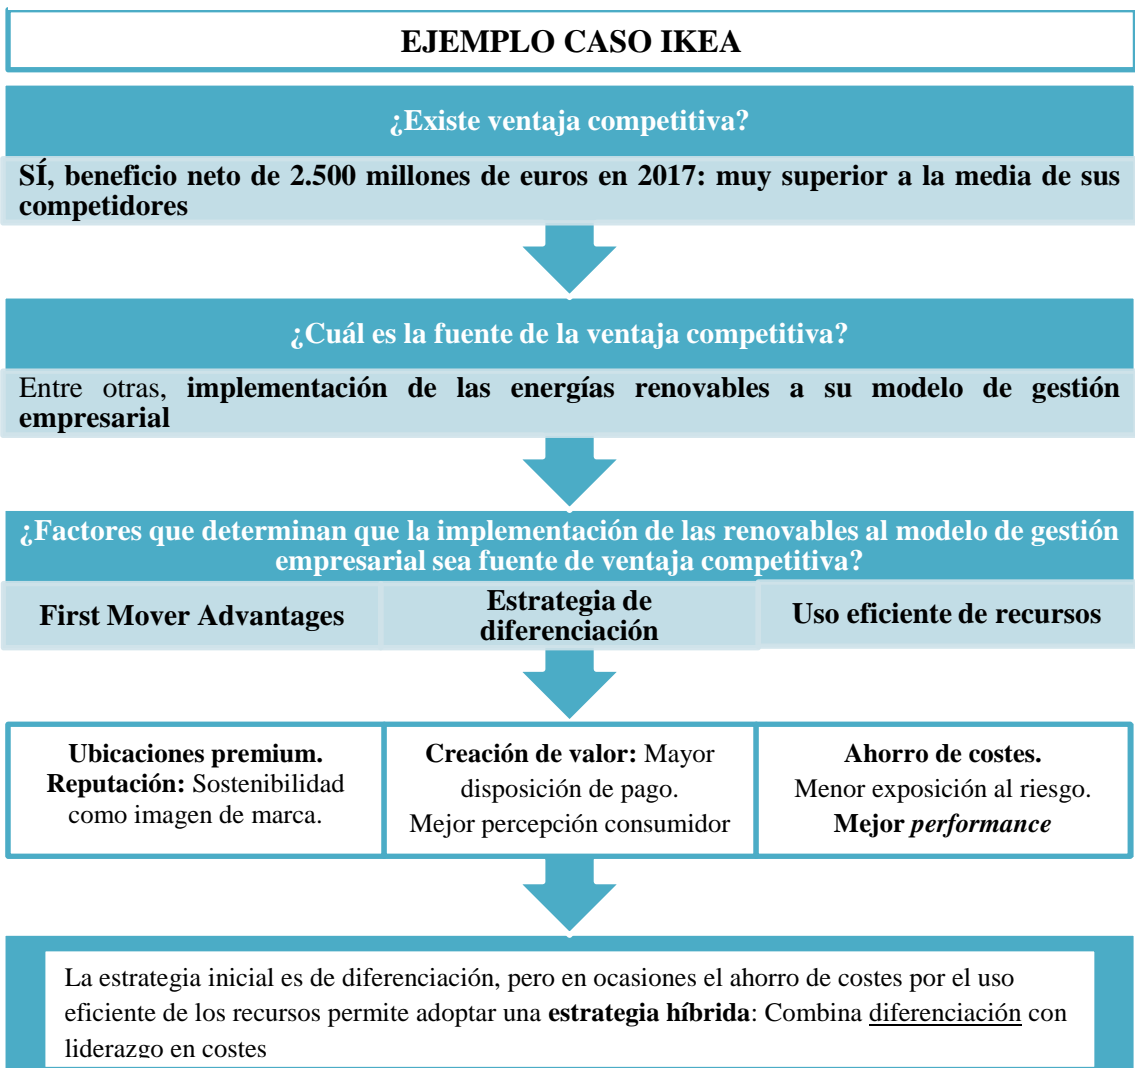 EJEMPLO CASO IKEA
¿Existe ventaja competitiva?
SÍ, beneficio neto de 2.500 millones de euros en 2017: muy superior a la media de sus
competidores
¿Cuál es la fuente de la ventaja competitiva?
Entre otras, implementación de las energías renovables a su modelo de gestión
empresarial
¿Factores que determinan que la implementación de las renovables al modelo de gestión
empresarial sea fuente de ventaja competitiva?
First Mover Advantages
Estrategia de
diferenciación
Uso eficiente de recursos
Ubicaciones premium.
Reputación: Sostenibilidad
como imagen de marca.
Creación de valor: Mayor
disposición de pago.
Mejor percepción consumidor
Ahorro de costes.
Menor exposición al riesgo.
Mejor performance
La estrategia inicial es de diferenciación, pero en ocasiones el ahorro de costes por el uso
eficiente de los recursos permite adoptar una estrategia híbrida: Combina diferenciación con
liderazgo en costes